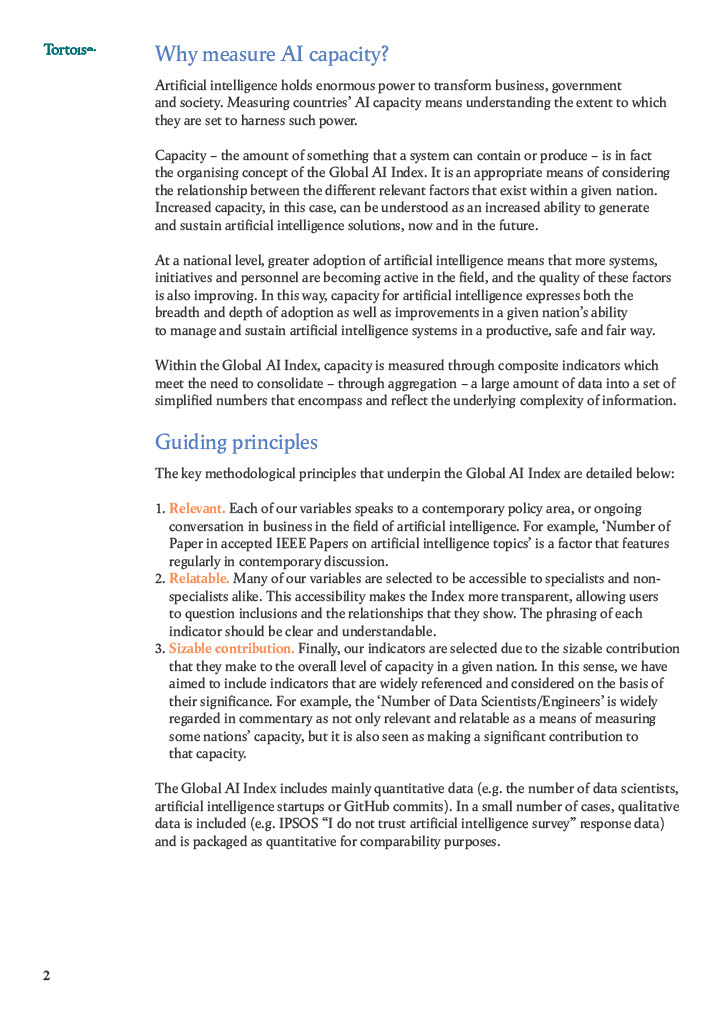 Tortoise
Why measure AI capacity?
Artificial intelligence holds enormous power to transform business, government
and society. Measuring countries’ AI capacity means understanding the extent to which
they are set to harness such power.
Capacity – the amount of something that a system can contain or produce – is in fact
the organising concept of the Global AI Index. It is an appropriate means of considering
the relationship between the different relevant factors that exist within a given nation.
Increased capacity, in this case, can be understood as an increased ability to generate
and sustain artificial intelligence solutions, now and in the future.
At a national level, greater adoption of artificial intelligence means that more systems,
initiatives and personnel are becoming active in the field, and the quality of these factors
is also improving. In this way, capacity for artificial intelligence expresses both the
breadth and depth of adoption as well as improvements in a given nation’s ability
to manage and sustain artificial intelligence systems in a productive, safe and fair way.
Within the Global AI Index, capacity is measured through composite indicators which
meet the need to consolidate – through aggregation – a large amount of data into a set of
simplified numbers that encompass and reflect the underlying complexity of information.
Guiding principles
The key methodological principles that underpin the Global AI Index are detailed below:
1. Relevant. Each of our variables speaks to a contemporary policy area, or ongoing
conversation in business in the field of artificial intelligence. For example, ‘Number of
Paper in accepted IEEE Papers on artificial intelligence topics’ is a factor that features
regularly in contemporary discussion.
2. Relatable. Many of our variables are selected to be accessible to specialists and non-
specialists alike. This accessibility makes the Index more transparent, allowing users
to question inclusions and the relationships that they show. The phrasing of each
indicator should be clear and understandable.
3. Sizable contribution. Finally, our indicators are selected due to the sizable contribution
that they make to the overall level of capacity in a given nation. In this sense, we have
aimed to include indicators that are widely referenced and considered on the basis of
their significance. For example, the ‘Number of Data Scientists/Engineers’ is widely
regarded in commentary as not only relevant and relatable as a means of measuring
some nations’ capacity, but it is also seen as making a significant contribution to
that capacity.
The Global AI Index includes mainly quantitative data (e.g. the number of data scientists,
artificial intelligence startups or GitHub commits). In a small number of cases, qualitative
data is included (e.g. IPSOS “I do not trust artificial intelligence survey” response data)
and is packaged as quantitative for comparability purposes.
2